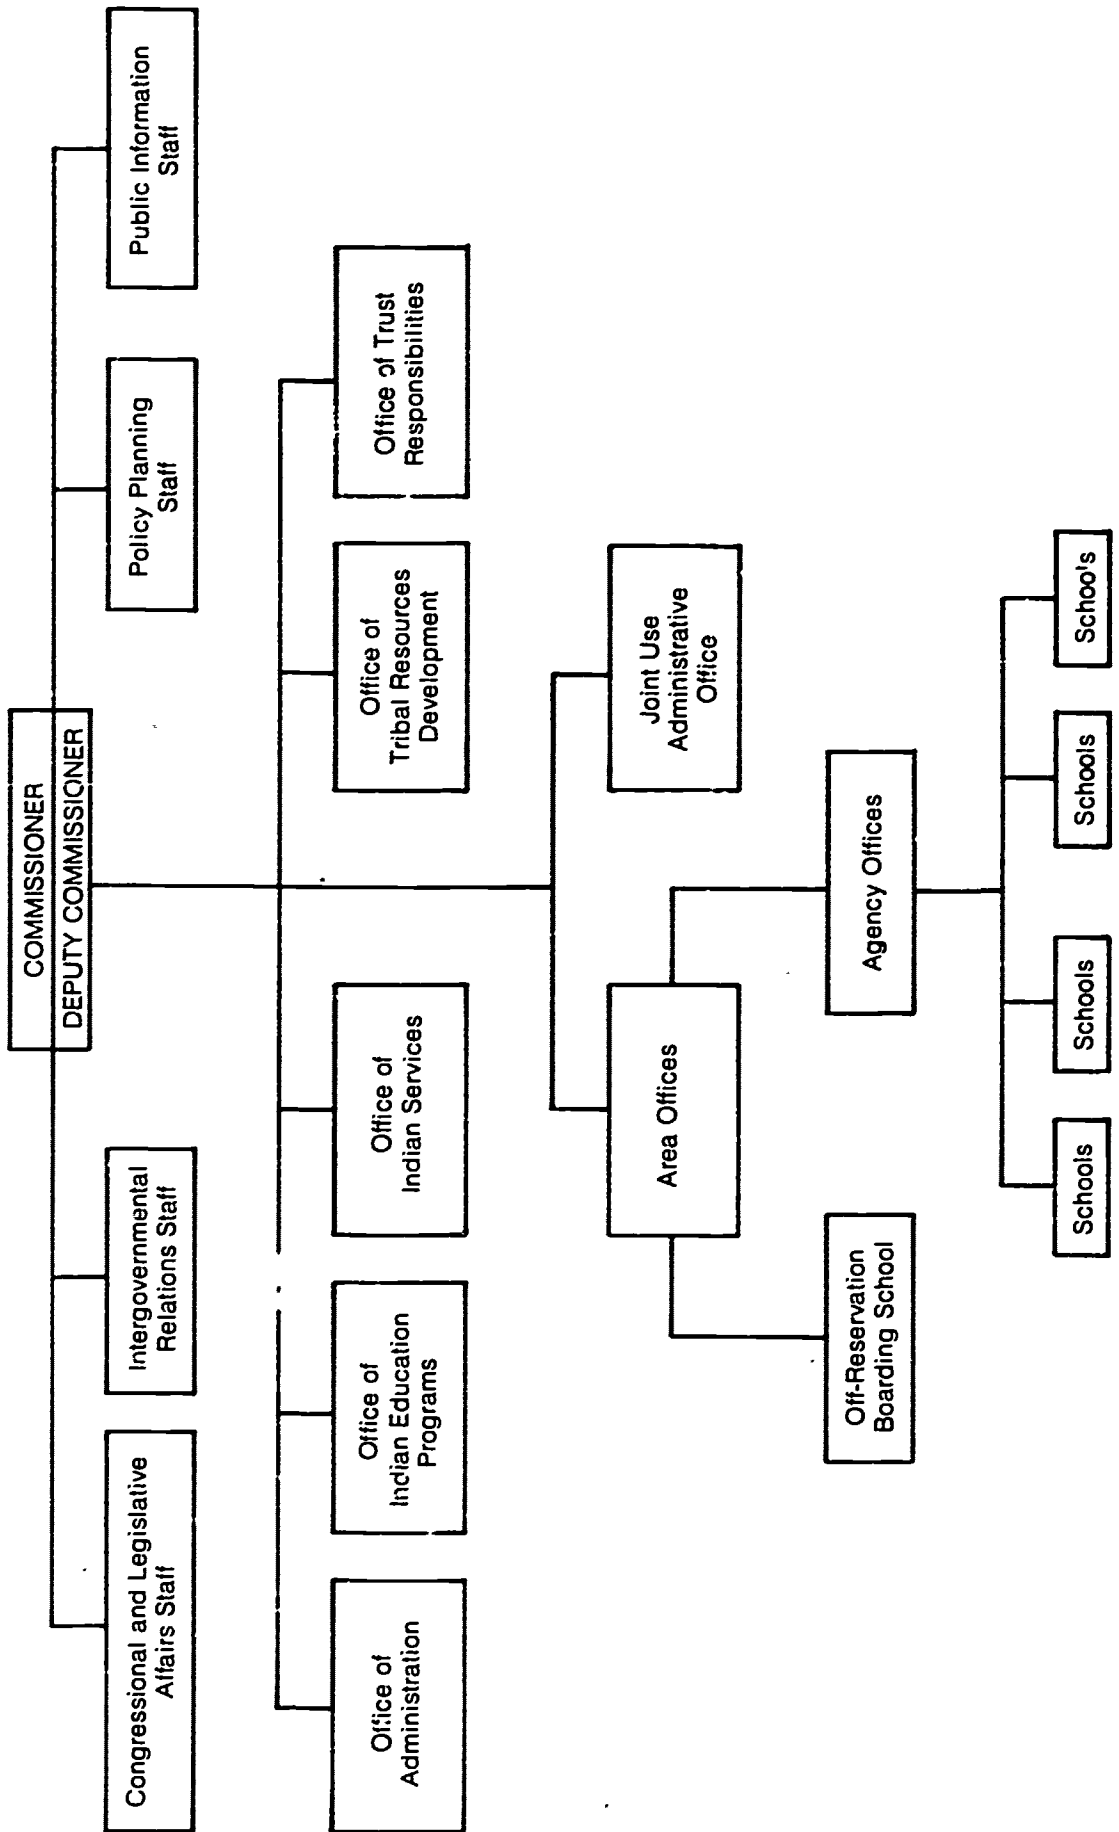 COMMISSIONER
DEPUTY COMMISSIONER
Congressional and Legislative
Affairs Staff
Intergovernmental
Relations Staff
Policy Planning
Staff
Public Information
Staff
Office of
Administration
Office of
Indian Education
Programs
Office of
Indian Services
Office of
Tribal Resources
Development
Office of Trust
Responsibilities
Area Offices
Joint Use
Administrative
Office
Off-Reservation
Boarding School
Agency Offices
Schools
Schools
Schools
Schoo's